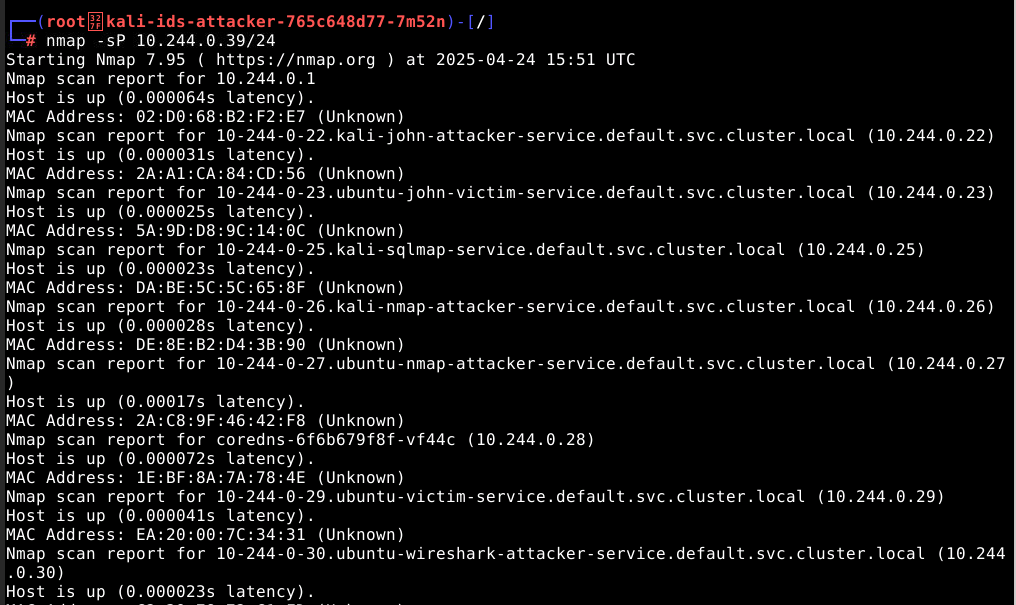 ┌──(root㉿kali-ids-attacker-765c648d77-7m52n)-[/]
└─# nmap -sP 10.244.0.39/24
Starting Nmap 7.95 ( https://nmap.org ) at 2025-04-24 15:51 UTC
Nmap scan report for 10.244.0.1
Host is up (0.000064s latency).
MAC Address: 02:D0:68:B2:F2:E7 (Unknown)
Nmap scan report for 10-244-0-22.kali-john-attacker-service.default.svc.cluster.local (10.244.0.22)
Host is up (0.000031s latency).
MAC Address: 2A:A1:CA:84:CD:56 (Unknown)
Nmap scan report for 10-244-0-23.ubuntu-john-victim-service.default.svc.cluster.local (10.244.0.23)
Host is up (0.000025s latency).
MAC Address: 5A:9D:D8:9C:14:0C (Unknown)
Nmap scan report for 10-244-0-25.kali-sqlmap-service.default.svc.cluster.local (10.244.0.25)
Host is up (0.000023s latency).
MAC Address: DA:BE:5C:5C:65:8F (Unknown)
Nmap scan report for 10-244-0-26.kali-nmap-attacker-service.default.svc.cluster.local (10.244.0.26)
Host is up (0.000028s latency).
MAC Address: DE:8E:B2:D4:3B:90 (Unknown)
Nmap scan report for 10-244-0-27.ubuntu-nmap-attacker-service.default.svc.cluster.local (10.244.0.27
)
Host is up (0.00017s latency).
MAC Address: 2A:C8:9F:46:42:F8 (Unknown)
Nmap scan report for coredns-6f6b679f8f-vf44c (10.244.0.28)
Host is up (0.000072s latency).
MAC Address: 1E:BF:8A:7A:78:4E (Unknown)
Nmap scan report for 10-244-0-29.ubuntu-victim-service.default.svc.cluster.local (10.244.0.29)
Host is up (0.000041s latency).
MAC Address: EA:20:00:7C:34:31 (Unknown)
Nmap scan report for 10-244-0-30.ubuntu-wireshark-attacker-service.default.svc.cluster.local (10.244
.0.30)
Host is up (0.000023s latency).